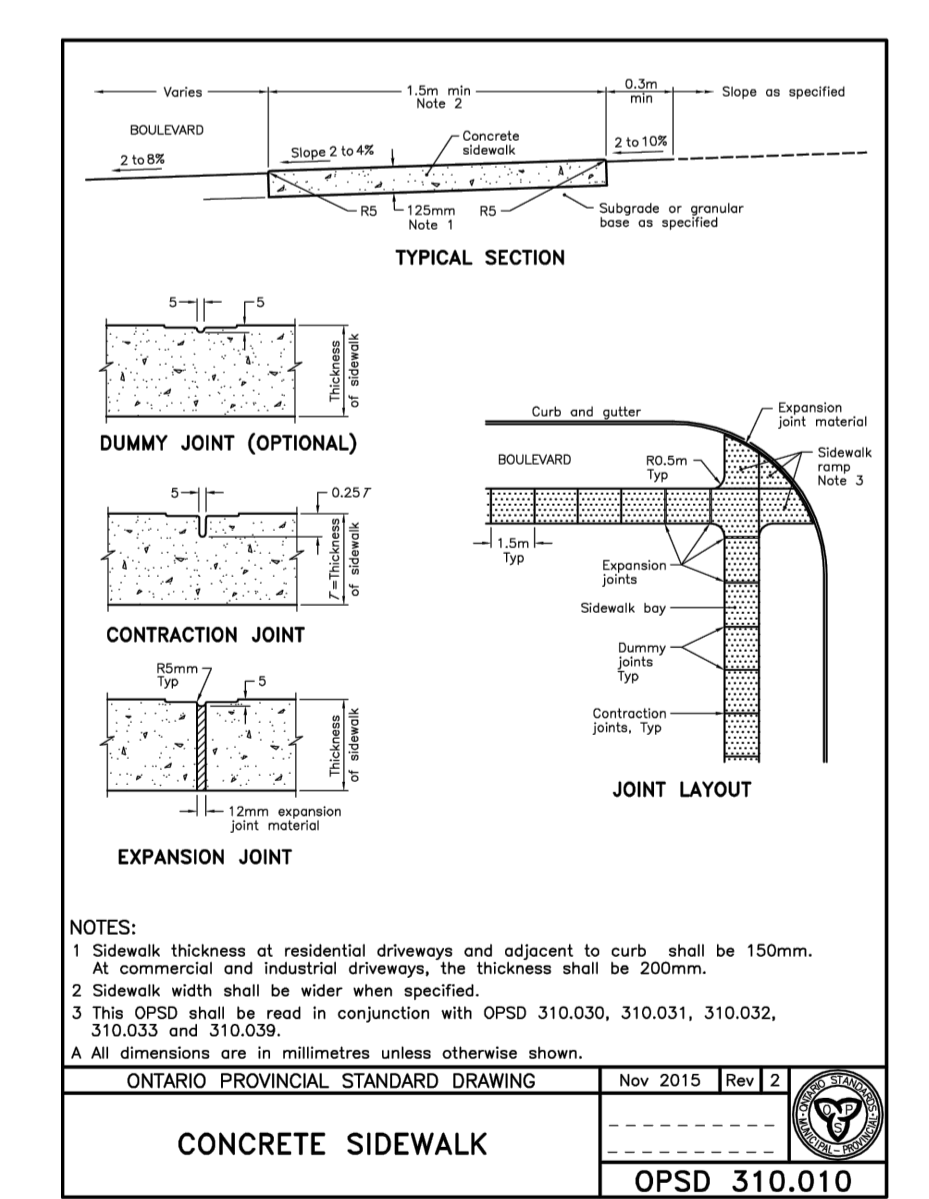 Varies
1.5m min
Note 2
0.3m
min
Slope as specified
BOULEVARD
2 to 8%
Slope 2 to 4%
Concrete
sidewalk
2 to 10%
R5
125mm
Note 1
R5
Subgrade or granular
base as specified
TYPICAL SECTION
5
5
Thickness
of sidewalk
DUMMY JOINT (OPTIONAL)
5
0.25T
T=Thickness
of sidewalk
CONTRACTION JOINT
R5mm
Typ
5
Thickness
of sidewalk
12mm expansion
joint material
EXPANSION JOINT
Curb and gutter
Expansion
joint material
BOULEVARD
R0.5m
Typ
Sidewalk
ramp
Note 3
1.5m
Typ
Expansion
joints
Sidewalk bay
Dummy
joints
Typ
Contraction
joints, Typ
JOINT LAYOUT
NOTES:
1 Sidewalk thickness at residential driveways and adjacent to curb shall be 150mm.
At commercial and industrial driveways, the thickness shall be 200mm.
2 Sidewalk width shall be wider when specified.
3 This OPSD shall be read in conjunction with OPSD 310.030, 310.031, 310.032,
310.033 and 310.039.
A All dimensions are in millimetres unless otherwise shown.
ONTARIO PROVINCIAL STANDARD DRAWING
Nov 2015
Rev
2
CONCRETE SIDEWALK
ONTARIO STANDARDS
MUNICIPAL-PROVINCIAL
O P
S
OPSD 310.010